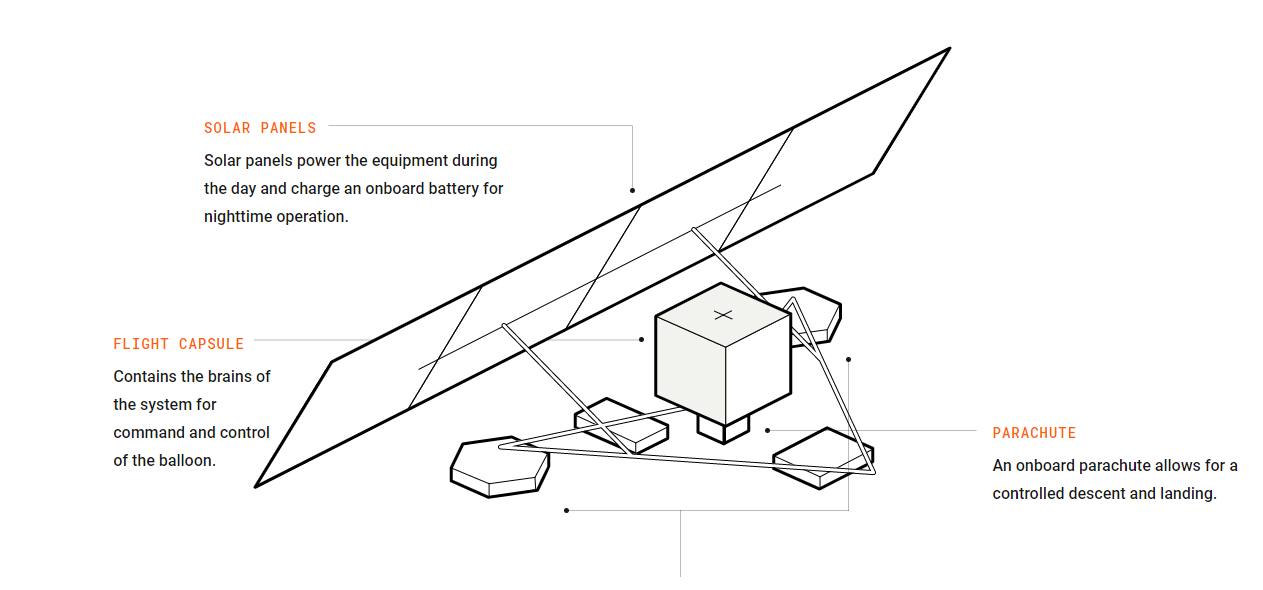 SOLAR PANELS
Solar panels power the equipment during
the day and charge an onboard battery for
nighttime operation.
FLIGHT CAPSULE
Contains the brains of
the system for
command and control
of the balloon.
PARACHUTE
An onboard parachute allows for a
controlled descent and landing.